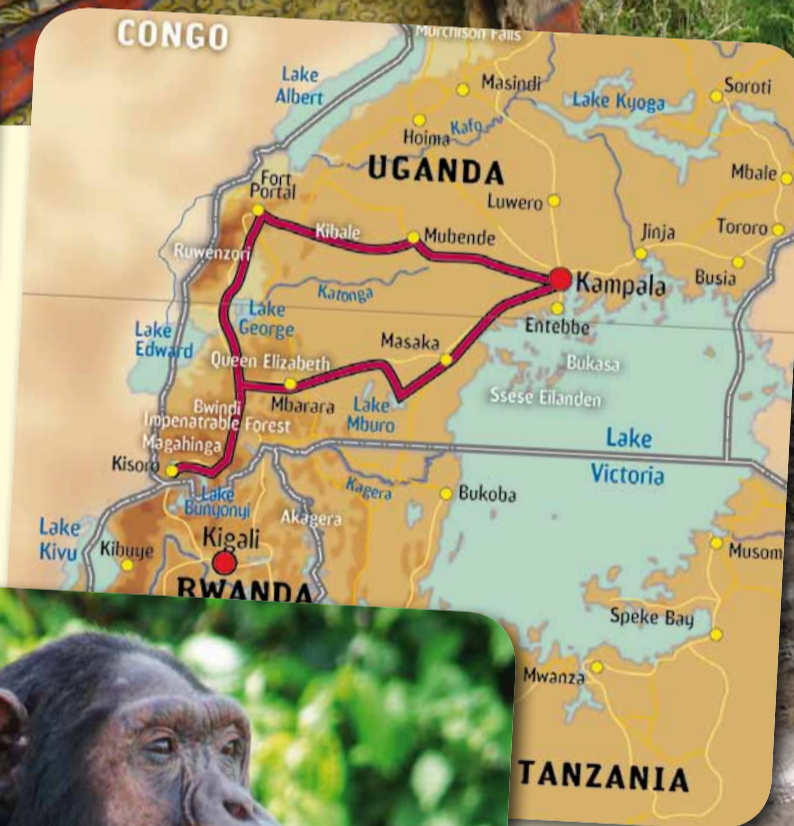 CONGO
Murchison Falls
Lake
Albert
Masindi
Soroti
Lake Kyoga
Hoima
Kafo
UGANDA
Mbale
Fort
Portal
Luwero
Kibale
Mubende
Jinja
Tororo
Ruwenzori
Kampala
Busia
Katonga
Lake
George
Entebbe
Lake
Edward
Masaka
Queen Elizabeth
Bukasa
Mbarara
Lake
Mburo
Ssese Eilanden
Bwindi
Impenatrable Forest
Magahinga
Lake
Victoria
Kisoro
Kagera
Bukoba
Lake
Bunyonyi
Akagera
Lake
Kivu
Kibuye
Kigali
Musom
RWANDA
Speke Bay
Mwanza
TANZANIA